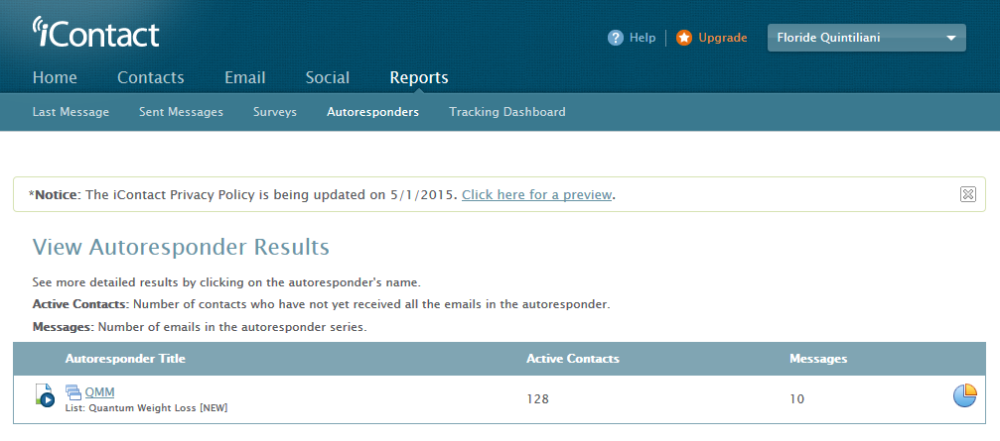 iContact
Help Upgrade Floride Quintiliani
Home Contacts Email Social Reports
Last Message Sent Messages Surveys Autoresponders Tracking Dashboard
*Notice: The iContact Privacy Policy is being updated on 5/1/2015. Click here for a preview.
View Autoresponder Results
See more detailed results by clicking on the autoresponder's name.
Active Contacts: Number of contacts who have not yet received all the emails in the autoresponder.
Messages: Number of emails in the autoresponder series.
Autoresponder Title Active Contacts Messages
QMM
List: Quantum Weight Loss [NEW]
128 10